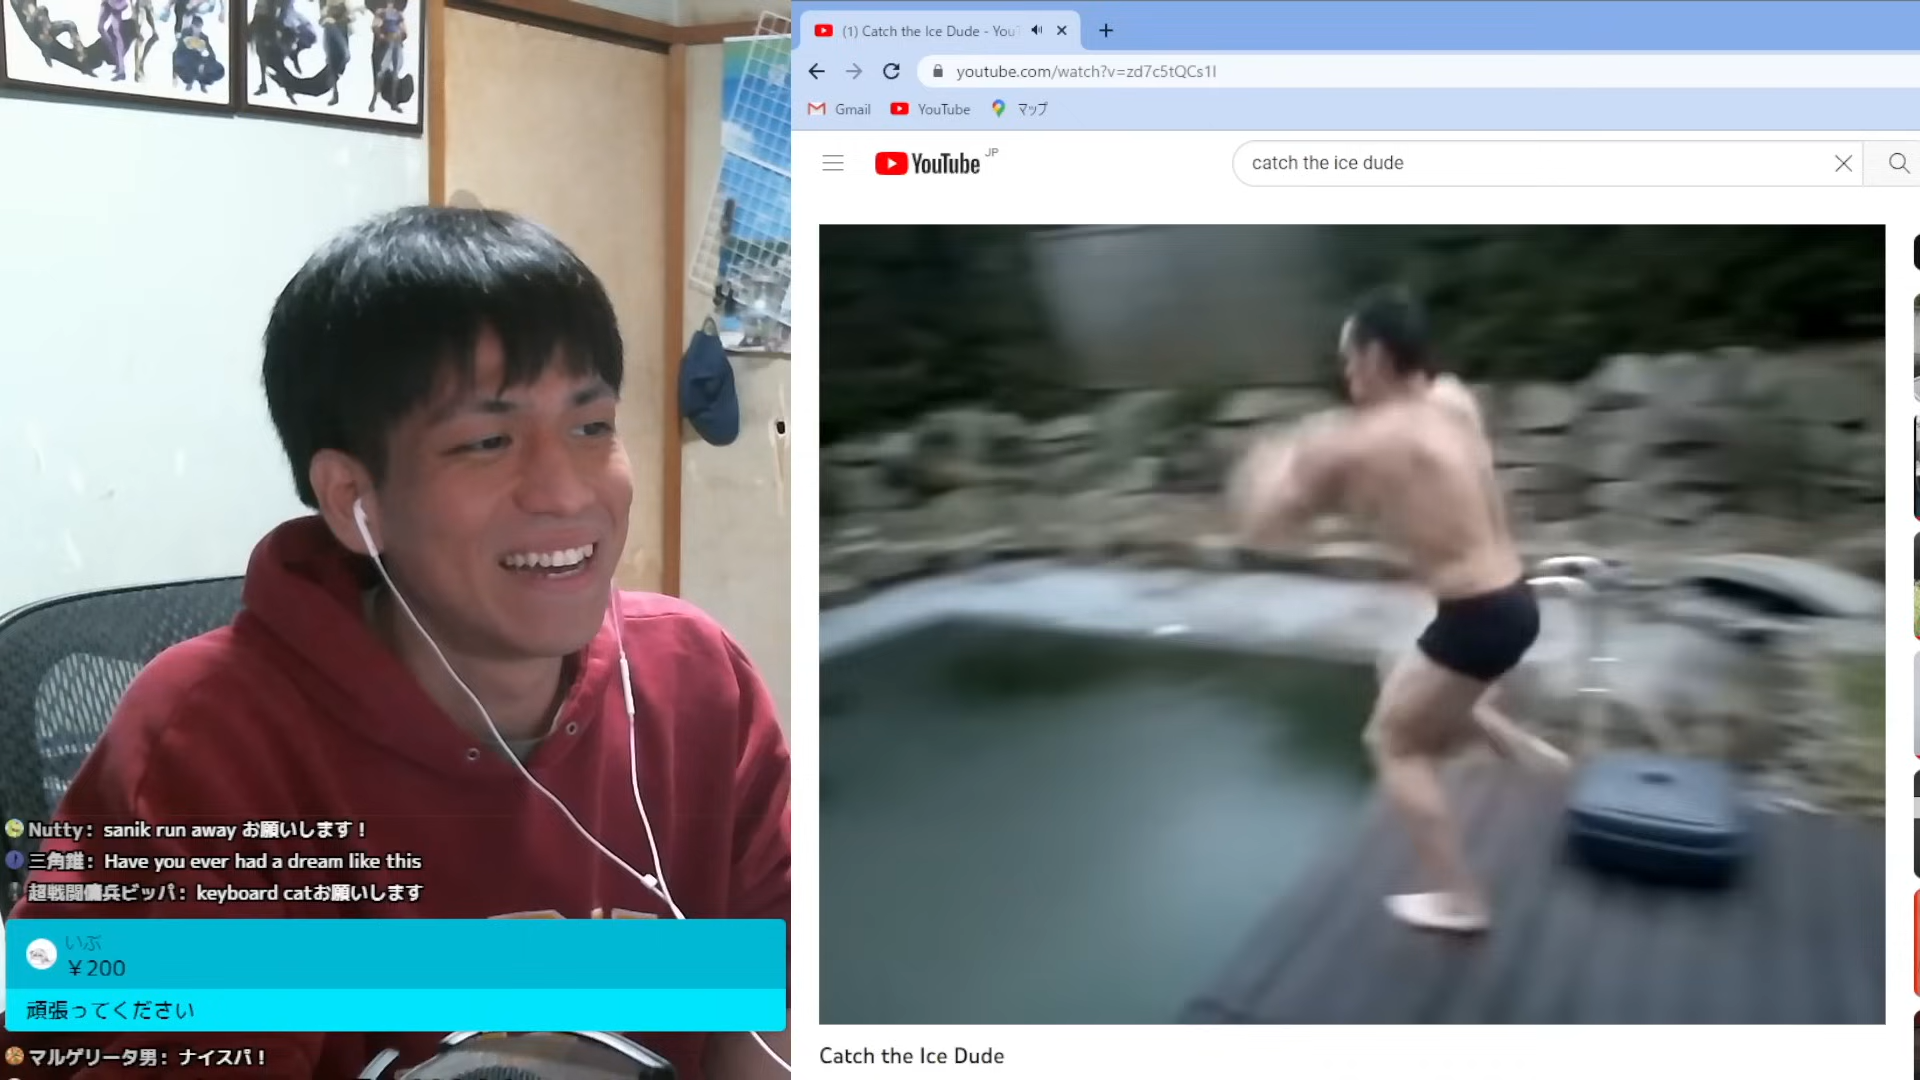 (1) Catch the Ice Dude - You
youtube.com/watch?v=zd7c5tQCs1I
Gmail
YouTube
マップ
YouTube JP
catch the ice dude
Catch the Ice Dude
Nutty: sanik run away お願いします！
三角錐: Have you ever had a dream like this
超戦闘傭兵ビッパ: keyboard catお願いします
いぶ
￥200
頑張ってください
マルゲリータ男: ナイスパ！